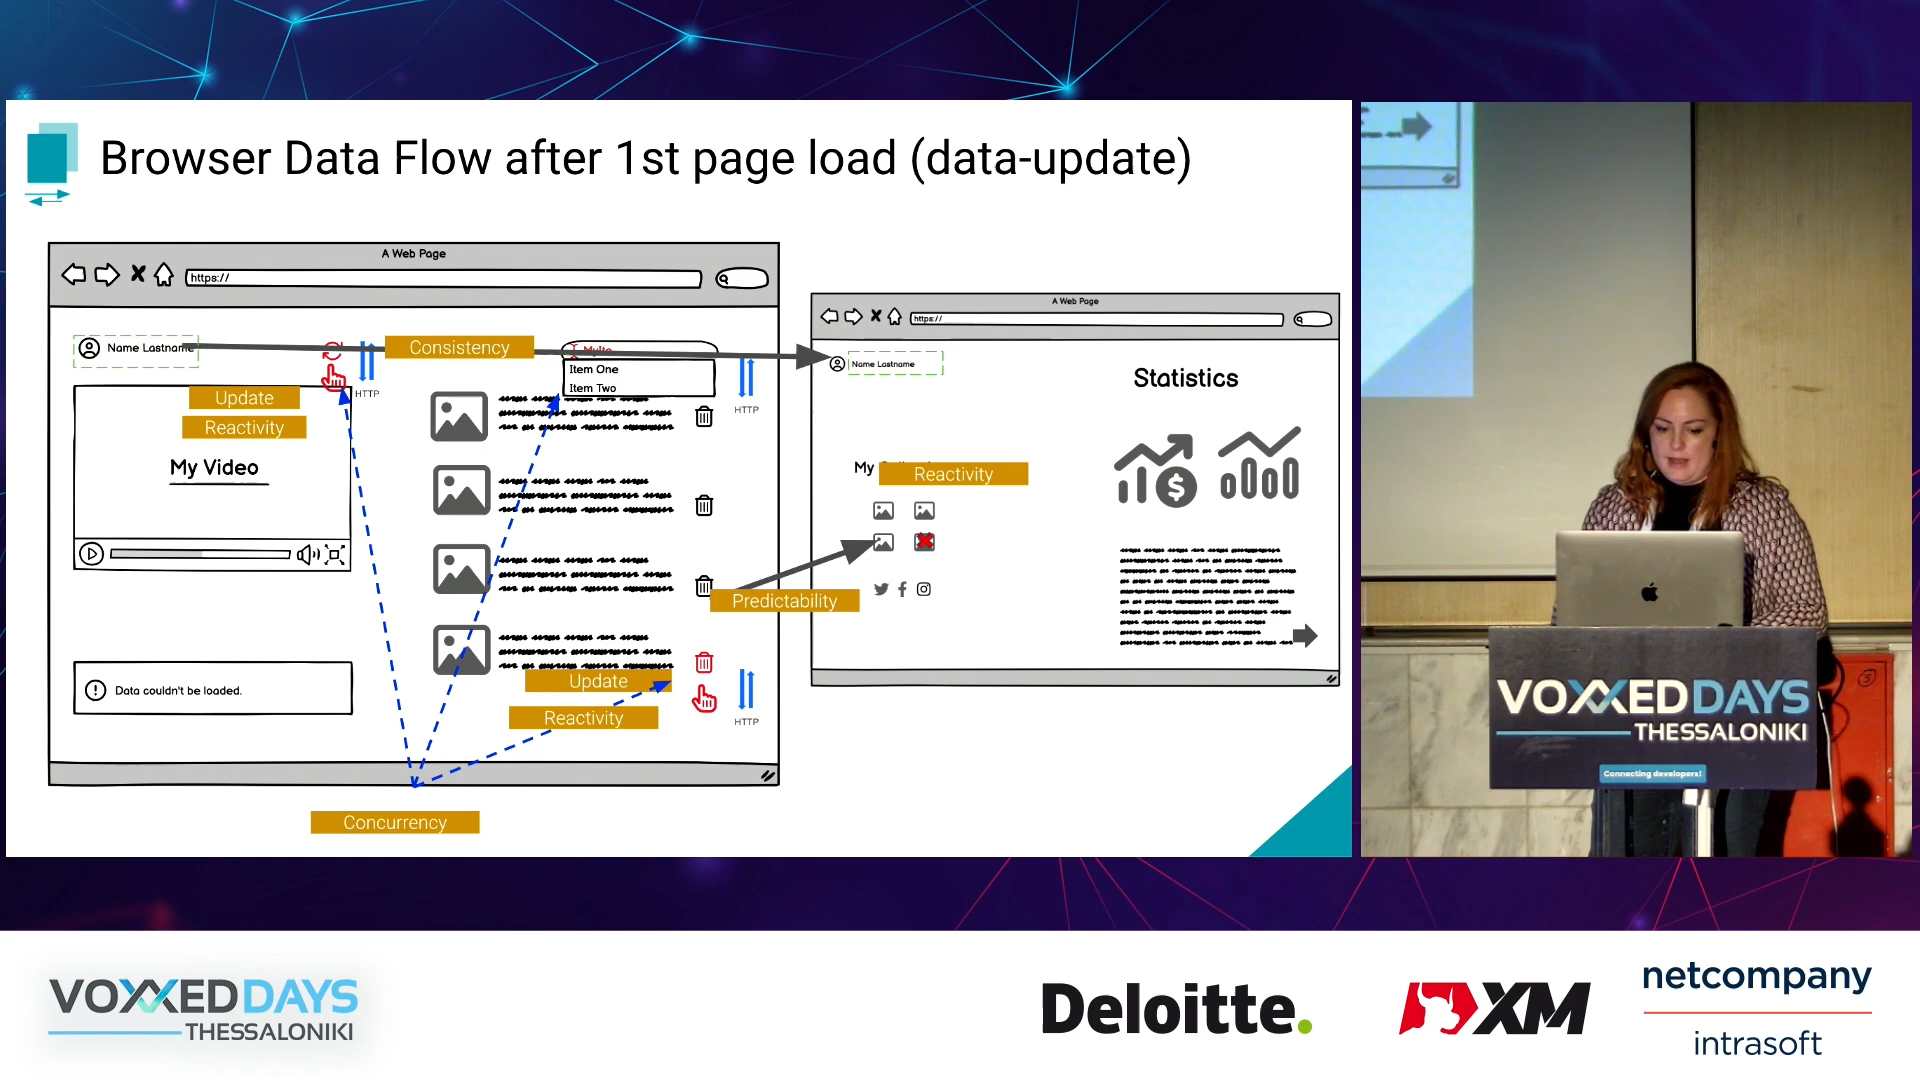 Browser Data Flow after 1st page load (data-update)
A Web Page
https://
Name Lastname
Consistency
Item One
Item Two
HTTP
HTTP
Update
Reactivity
My Video
Data couldn't be loaded.
Update
Reactivity
HTTP
Concurrency
Predictability
A Web Page
https://
Name Lastname
Statistics
My
Reactivity
VOXXED DAYS
THESSALONIKI
Connecting developers!
VOXXED DAYS
THESSALONIKI
Deloitte.
XM
netcompany
intrasoft